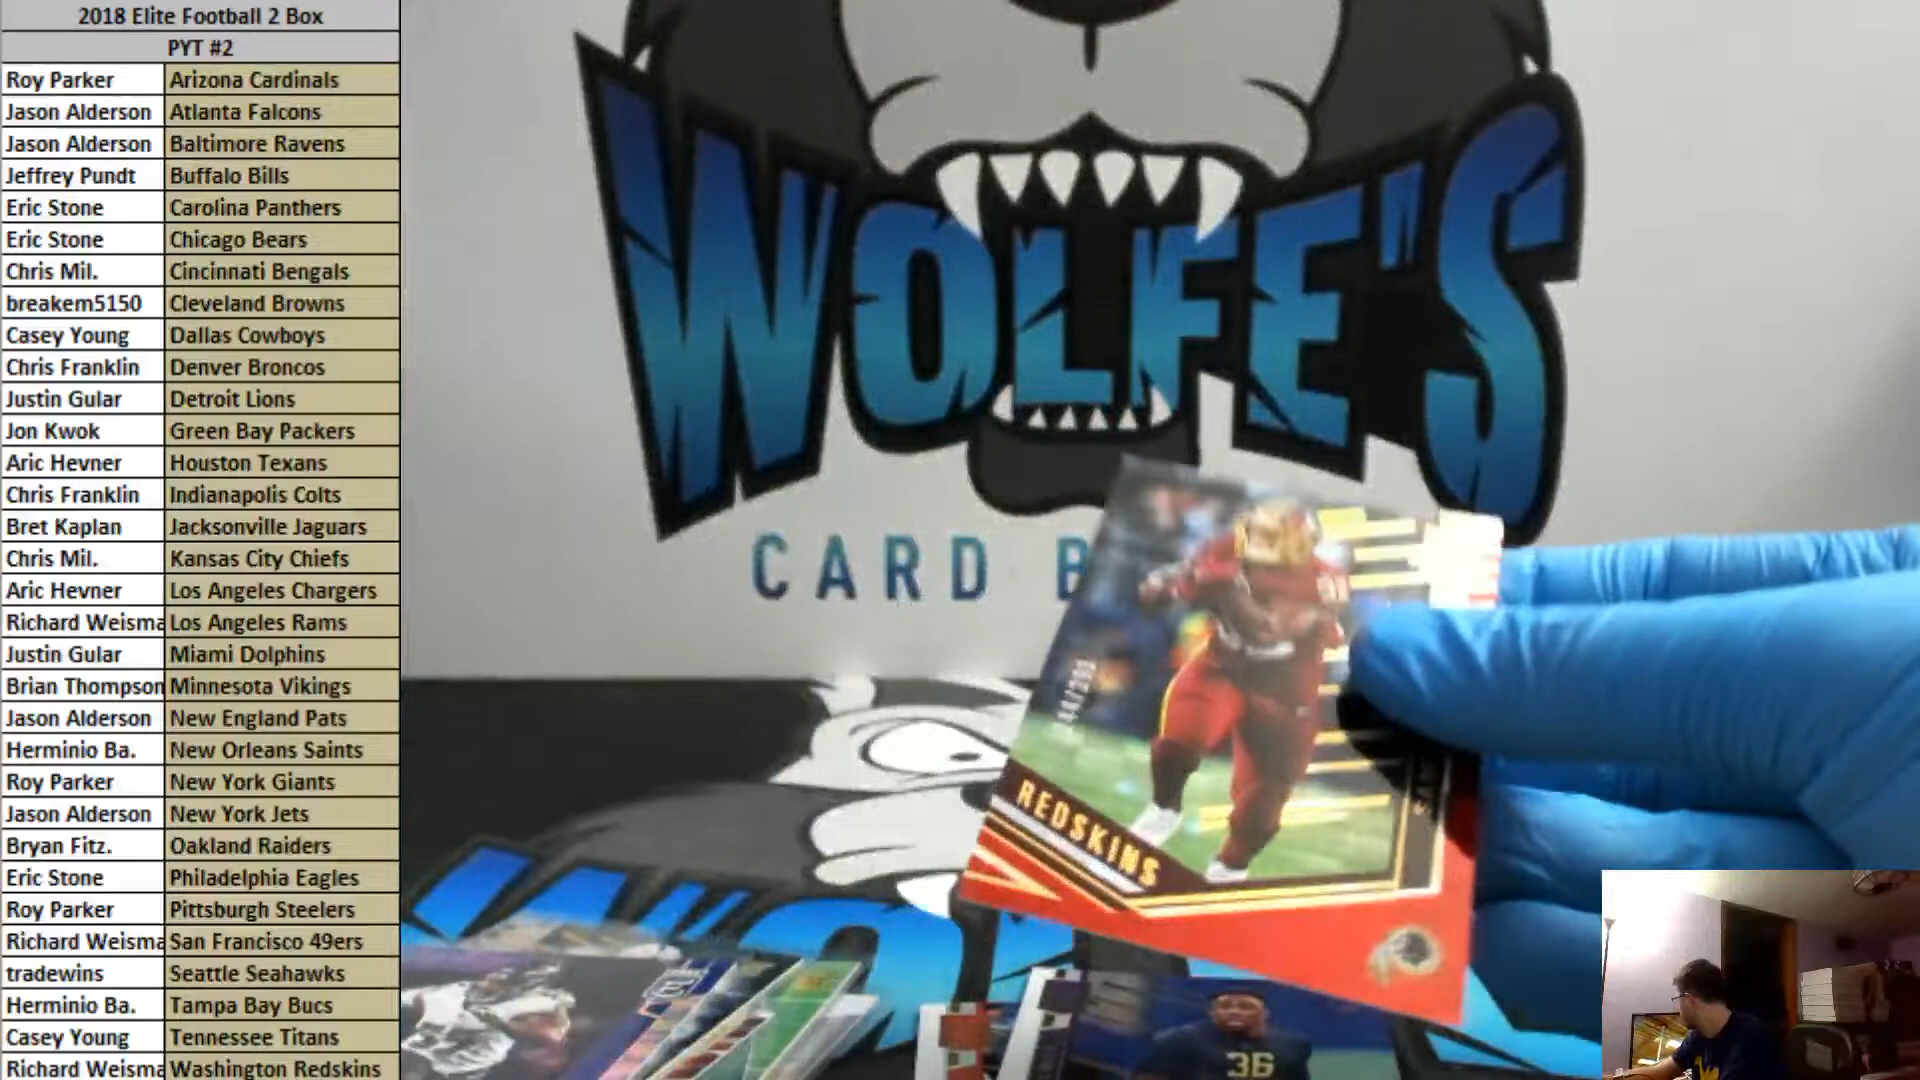 2018 Elite Football 2 Box
PYT #2
Roy Parker Arizona Cardinals
Jason Alderson Atlanta Falcons
Jason Alderson Baltimore Ravens
Jeffrey Pundt Buffalo Bills
Eric Stone Carolina Panthers
Eric Stone Chicago Bears
Chris Mil. Cincinnati Bengals
breakem5150 Cleveland Browns
Casey Young Dallas Cowboys
Chris Franklin Denver Broncos
Justin Gular Detroit Lions
Jon Kwok Green Bay Packers
Aric Hevner Houston Texans
Chris Franklin Indianapolis Colts
Bret Kaplan Jacksonville Jaguars
Chris Mil. Kansas City Chiefs
Aric Hevner Los Angeles Chargers
Richard Weisma Los Angeles Rams
Justin Gular Miami Dolphins
Brian Thompson Minnesota Vikings
Jason Alderson New England Pats
Herminio Ba. New Orleans Saints
Roy Parker New York Giants
Jason Alderson New York Jets
Bryan Fitz. Oakland Raiders
Eric Stone Philadelphia Eagles
Roy Parker Pittsburgh Steelers
Richard Weisma San Francisco 49ers
tradewins Seattle Seahawks
Herminio Ba. Tampa Bay Bucs
Casey Young Tennessee Titans
Richard Weisma Washington Redskins
WOLFE'S
CARD B
REDSKINS
36